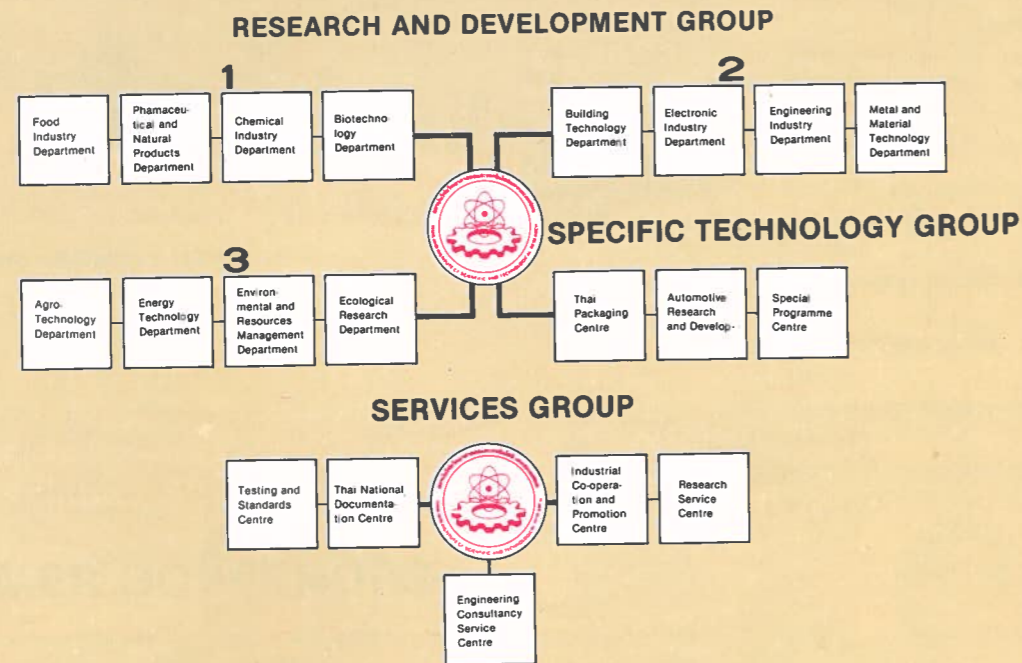 RESEARCH AND DEVELOPMENT GROUP
1
Food
Industry
Department
Phamaceu-
tical and
Natural
Products
Department
Chemical
Industry
Department
Biotechno-
logy
Department
2
Building
Technology
Department
Electronic
Industry
Department
Engineering
Industry
Department
Metal and
Material
Technology
Department
3
Agro-
Technology
Department
Energy
Technology
Department
Environ-
mental and
Resources
Management
Department
Ecological
Research
Department
SPECIFIC TECHNOLOGY GROUP
Thai
Packaging
Centre
Automotive
Research
and Develop-
Special
Programme
Centre
SERVICES GROUP
Testing and
Standards
Centre
Thai National
Documenta-
tion Centre
Industrial
Co-opera-
tion and
Promotion
Centre
Research
Service
Centre
Engineering
Consultancy
Service
Centre